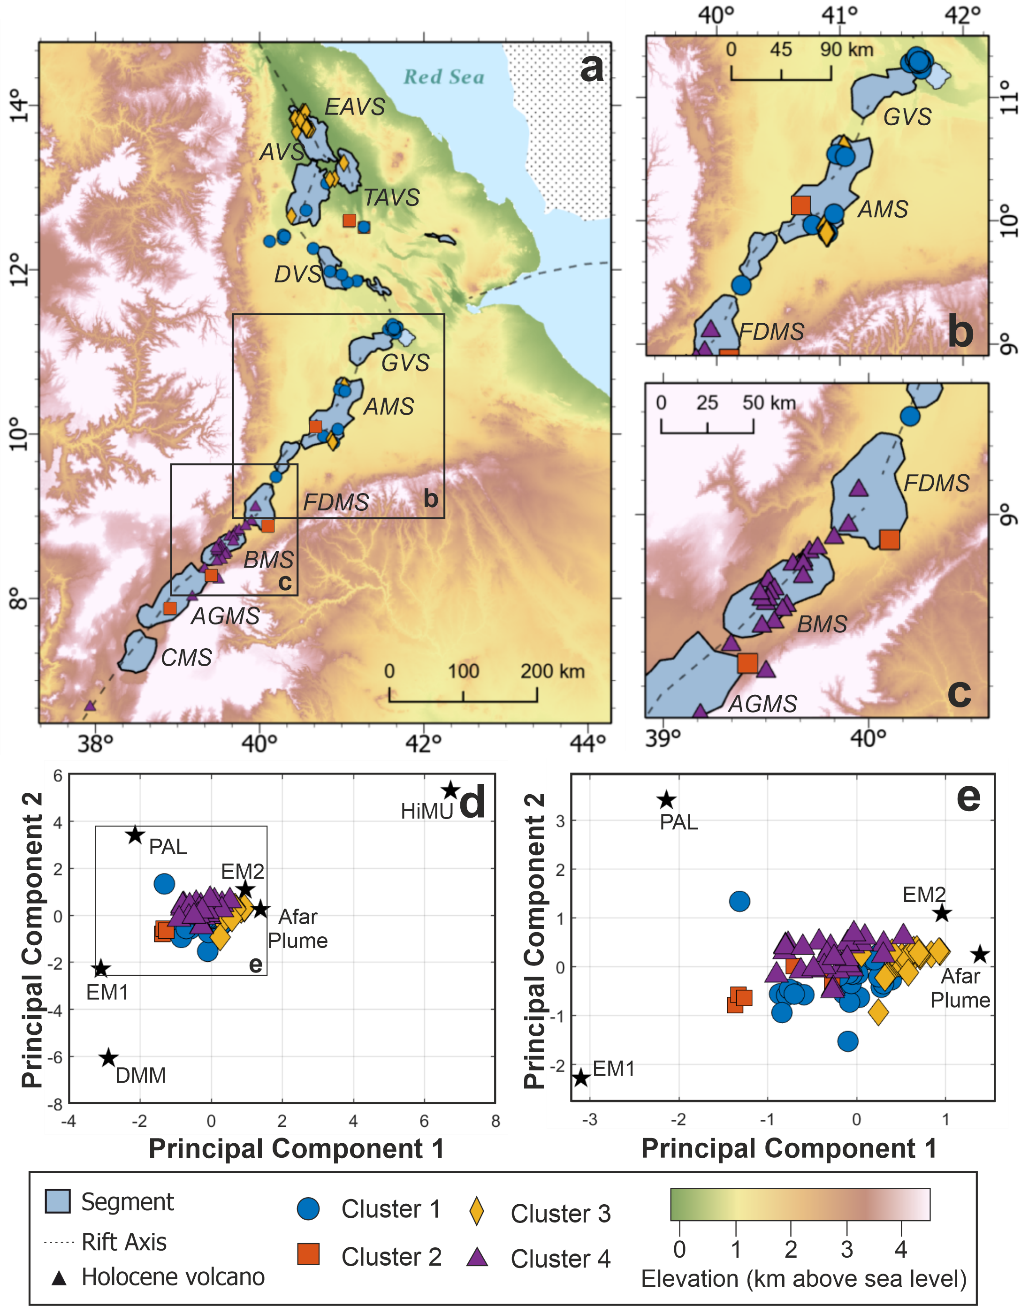 a
Red Sea
EAVS
AVS
TAVS
DVS
GVS
AMS
FDMS
b
BMS
c
AGMS
CMS
0 100 200 km
14°
12°
10°
8°
38° 40° 42° 44°
40° 41° 42°
0 45 90 km
GVS
AMS
FDMS
b
11°
10°
9°
0 25 50 km
FDMS
BMS
AGMS
c
9°
39° 40°
d
HiMU
PAL
EM2
Afar
Plume
e
EM1
DMM
6
4
2
0
-2
-4
-6
-8
-4 -2 0 2 4 6 8
Principal Component 1
Principal Component 2
e
PAL
EM2
Afar
Plume
EM1
3
2
1
0
-1
-2
-3 -2 -1 0 1
Principal Component 1
Principal Component 2
Segment
Rift Axis
Holocene volcano
Cluster 1
Cluster 2
Cluster 3
Cluster 4
0 1 2 3 4
Elevation (km above sea level)